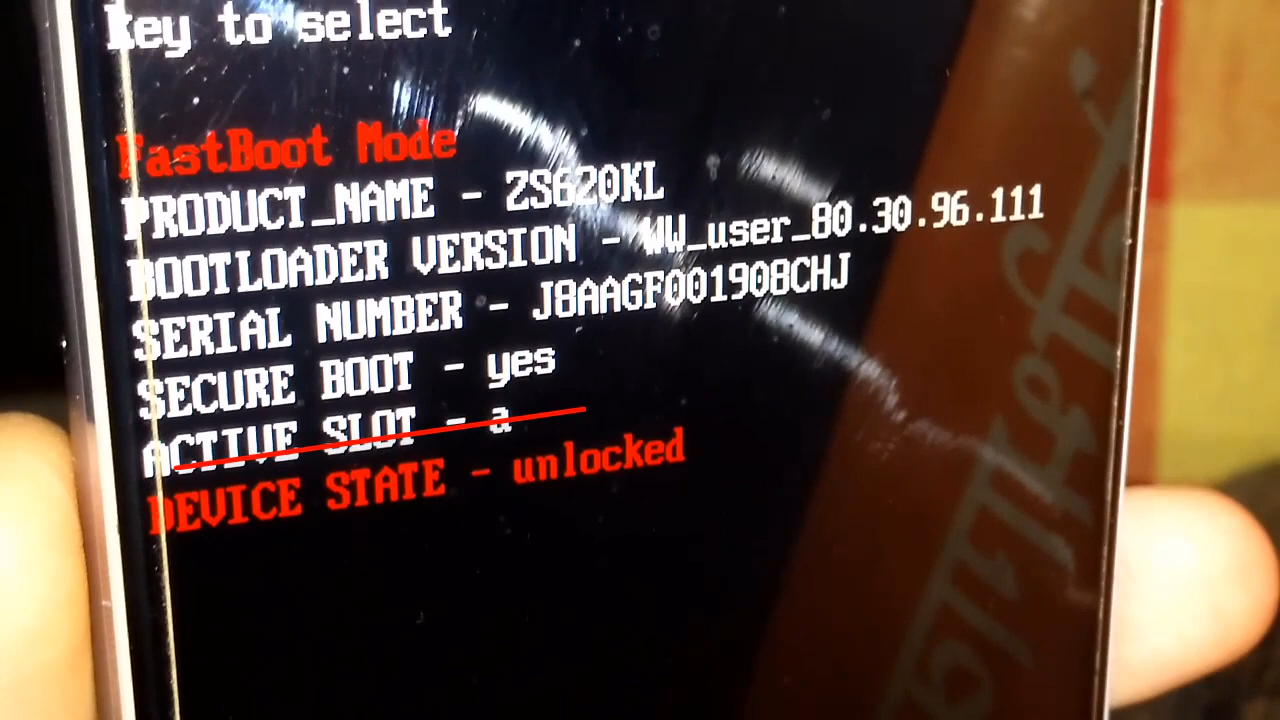 key to select
FastBoot Mode
PRODUCT_NAME - ZS620KL
BOOTLOADER VERSION - WW_user_80.30.96.111
SERIAL NUMBER - J8AAGF001908CHJ
SECURE BOOT - yes
ACTIVE SLOT - a
DEVICE STATE - unlocked